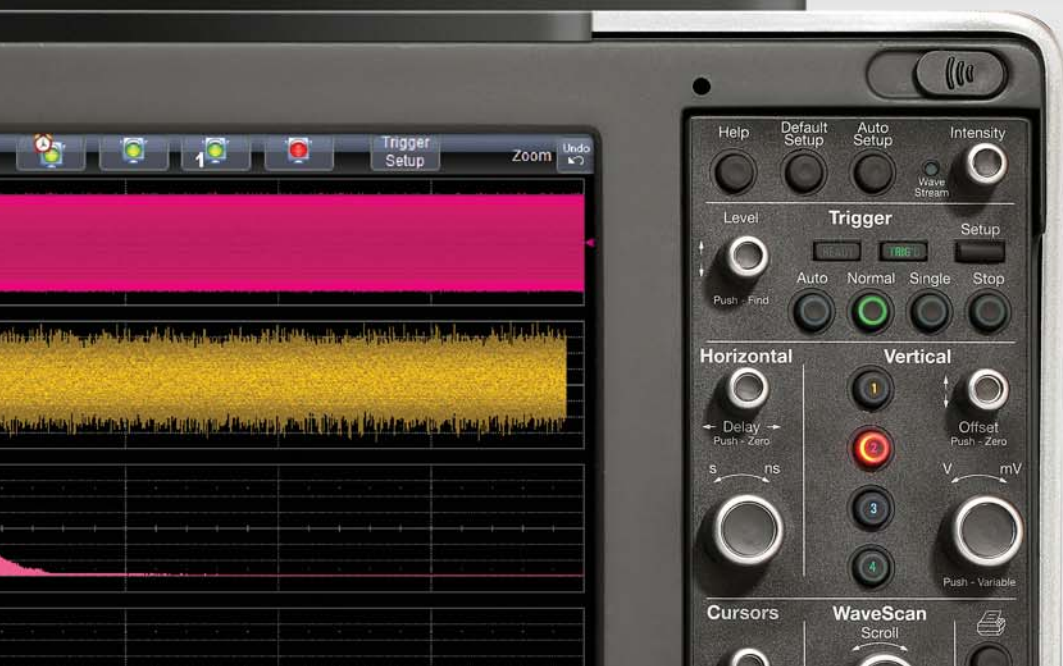 1
Trigger
Setup
Zoom
Undo
Help
Default
Setup
Auto
Setup
Intensity
Wave
Stream
Level
Trigger
Setup
READY
TRIG'D
Push - Find
Auto
Normal
Single
Stop
Horizontal
Vertical
Delay
Push - Zero
1
Offset
Push - Zero
2
s
ns
V
mV
3
4
Push - Variable
Cursors
WaveScan
Scroll